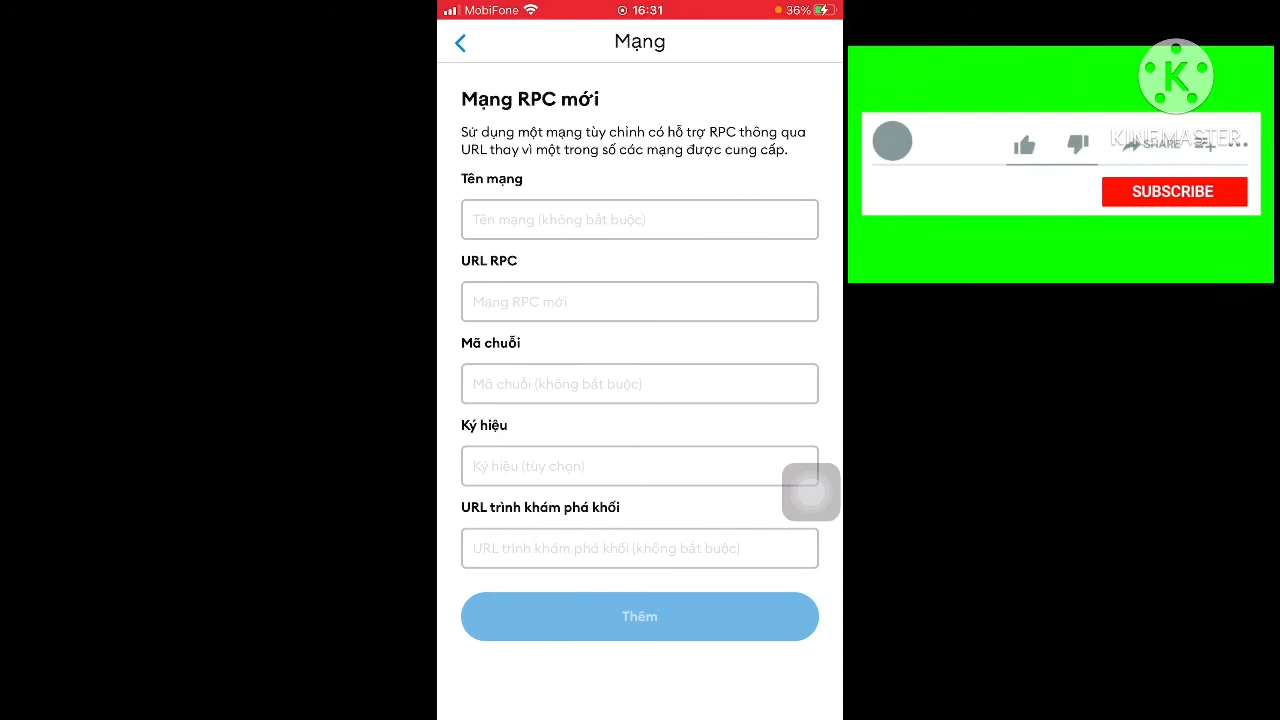 MobiFone
16:31
36%
Mạng
Mạng RPC mới
Sử dụng một mạng tùy chỉnh có hỗ trợ RPC thông qua
URL thay vì một trong số các mạng được cung cấp.
Tên mạng
Tên mạng (không bắt buộc)
URL RPC
Mạng RPC mới
Mã chuỗi
Mã chuỗi (không bắt buộc)
Ký hiệu
Ký hiệu (tùy chọn)
URL trình khám phá khối
URL trình khám phá khối (không bắt buộc)
Thêm
K
KINEMASTER
SHARE
SUBSCRIBE